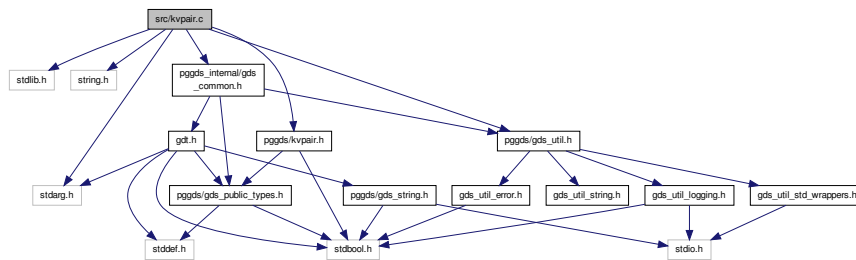 src/kvpair.c
stdlib.h
string.h
pggds_internal/gds
_common.h
gdt.h
pggds/kvpair.h
pggds/gds_util.h
stdarg.h
pggds/gds_public_types.h
pggds/gds_string.h
gds_util_error.h
gds_util_string.h
gds_util_logging.h
gds_util_std_wrappers.h
stddef.h
stdbool.h
stdio.h